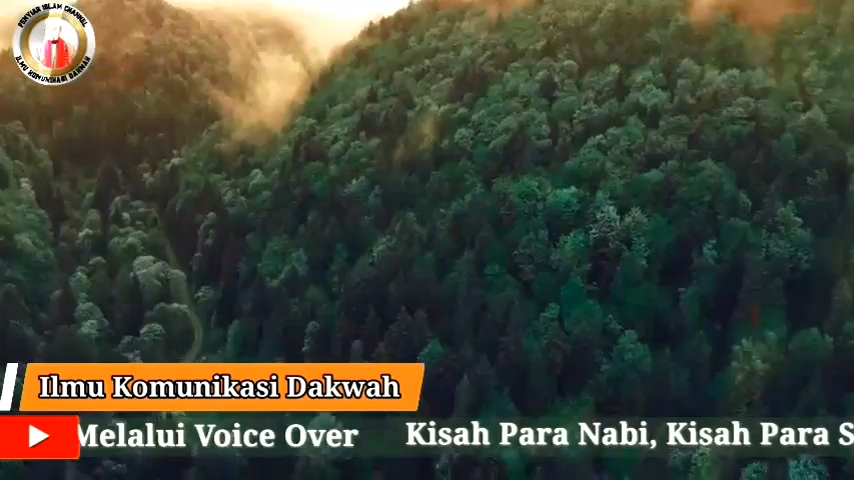 PENYIAR ISLAM CHANNEL
ILMU KOMUNIKASI DAKWAH
Ilmu Komunikasi Dakwah
Melalui Voice Over Kisah Para Nabi, Kisah Para S